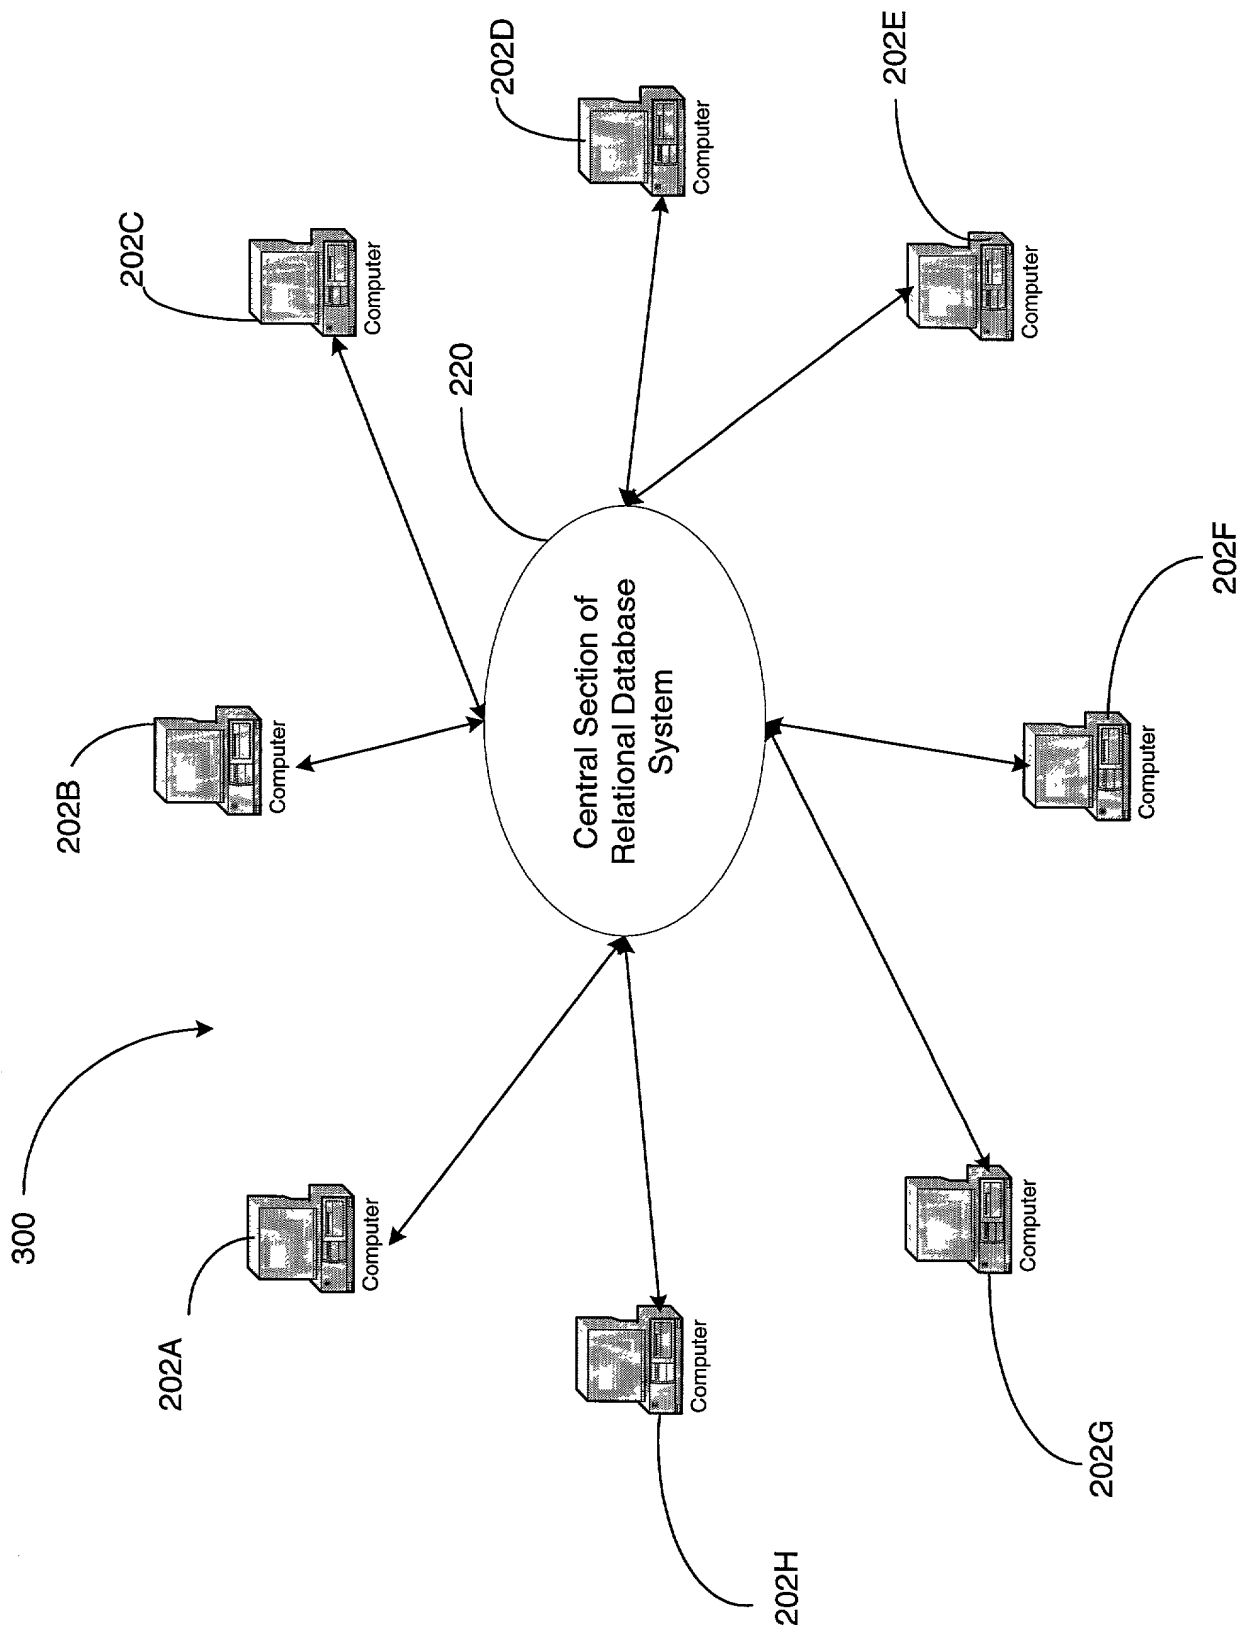 300
202A
Computer
202B
Computer
202C
Computer
202D
Computer
202E
Computer
202F
Computer
202G
Computer
202H
Computer
220
Central Section of
Relational Database
System